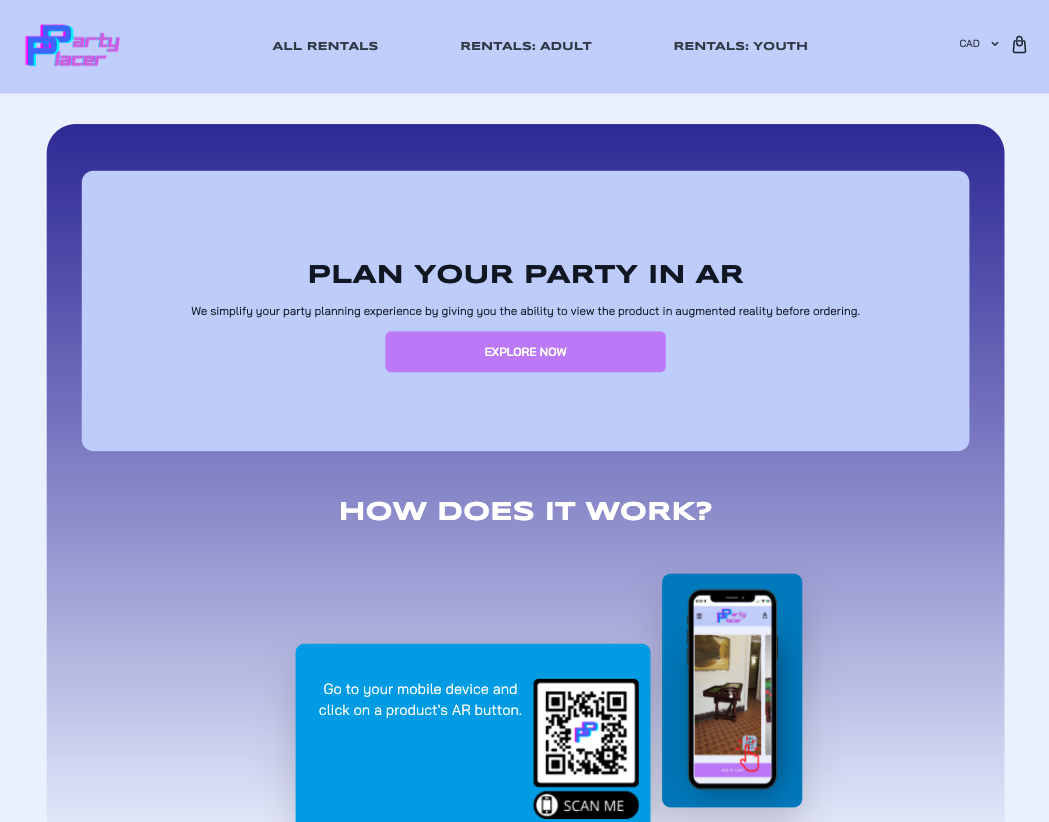 Party
Placer
ALL RENTALS
RENTALS: ADULT
RENTALS: YOUTH
CAD
PLAN YOUR PARTY IN AR
We simplify your party planning experience by giving you the ability to view the product in augmented reality before ordering.
EXPLORE NOW
HOW DOES IT WORK?
Go to your mobile device and
click on a product's AR button.
SCAN ME
Party
Placer